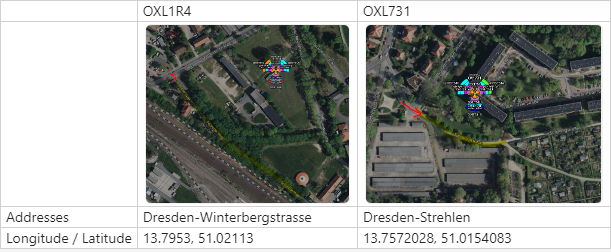 OXL1R4 OXL731
Addresses Dresden-Winterbergstrasse Dresden-Strehlen
Longitude / Latitude 13.7953, 51.02113 13.7572028, 51.0154083